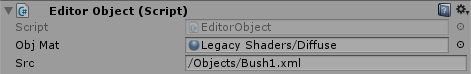 Editor Object (Script)
Script EditorObject
Obj Mat Legacy Shaders/Diffuse
Src /Objects/Bush1.xml